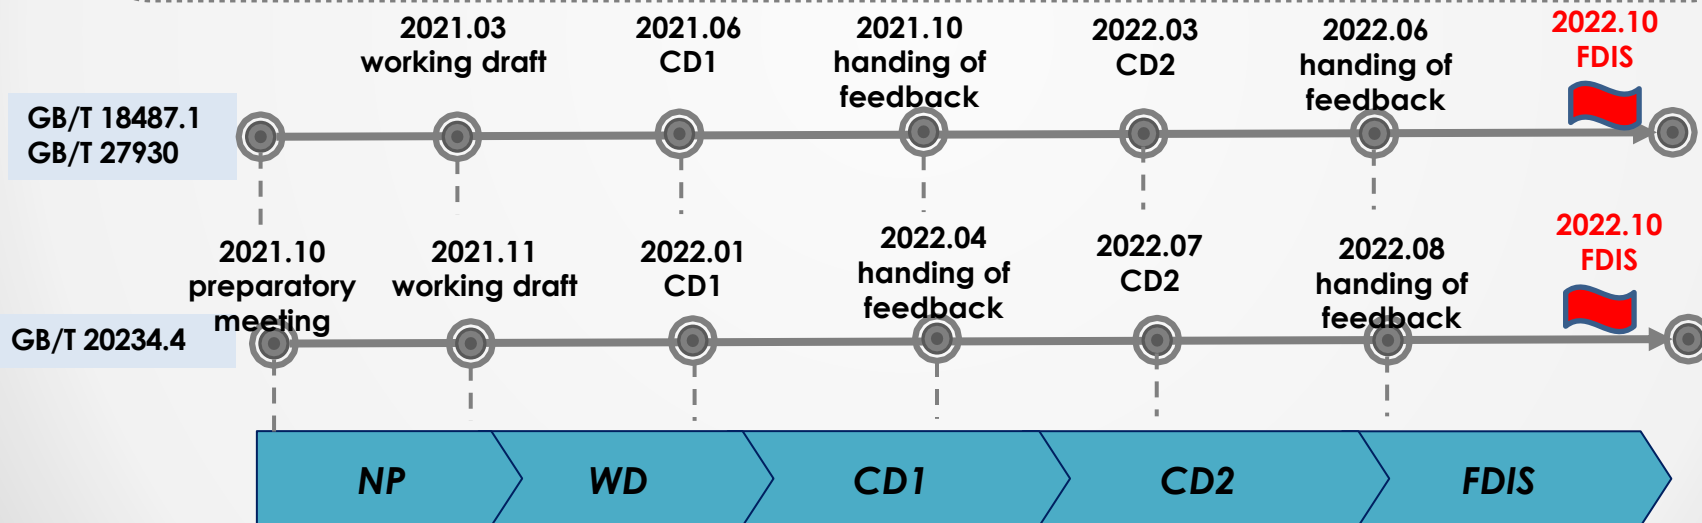 2021.03
working draft
2021.06
CD1
2021.10
handing of
feedback
2022.03
CD2
2022.06
handing of
feedback
2022.10
FDIS
GB/T 18487.1
GB/T 27930
2021.10
preparatory
meeting
2021.11
working draft
2022.01
CD1
2022.04
handing of
feedback
2022.07
CD2
2022.08
handing of
feedback
2022.10
FDIS
GB/T 20234.4
NP
WD
CD1
CD2
FDIS